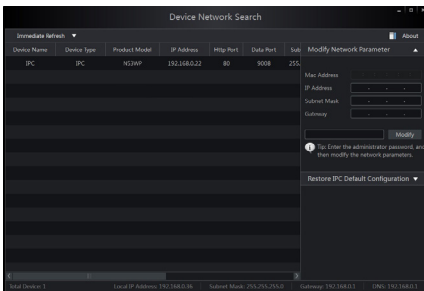 Device Network Search
Immediate Refresh ▼ About
Device Name Device Type Product Model IP Address Http Port Data Port Sub
IPC IPC NS3WP 192.168.0.22 80 9008 255.
Modify Network Parameter
Mac Address
IP Address
Subnet Mask
Gateway
Modify
Tip: Enter the administrator password, and
then modify the network parameters.
Restore IPC Default Configuration ▼
Total Device: 1 Local IP Address: 192.168.0.36 Subnet Mask: 255.255.255.0 Gateway: 192.168.0.1 DNS: 192.168.0.1